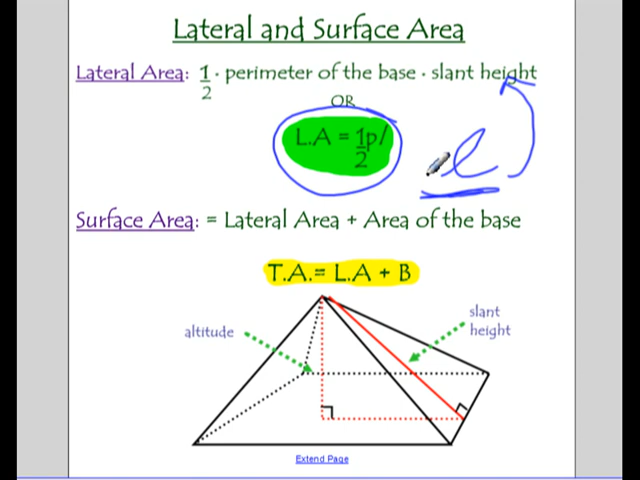 Lateral and Surface Area
Lateral Area: 1/2 · perimeter of the base · slant height
OR
L.A = 1/2 pl
l
Surface Area: = Lateral Area + Area of the base
T.A.= L.A + B
slant
height
altitude
Extend Page